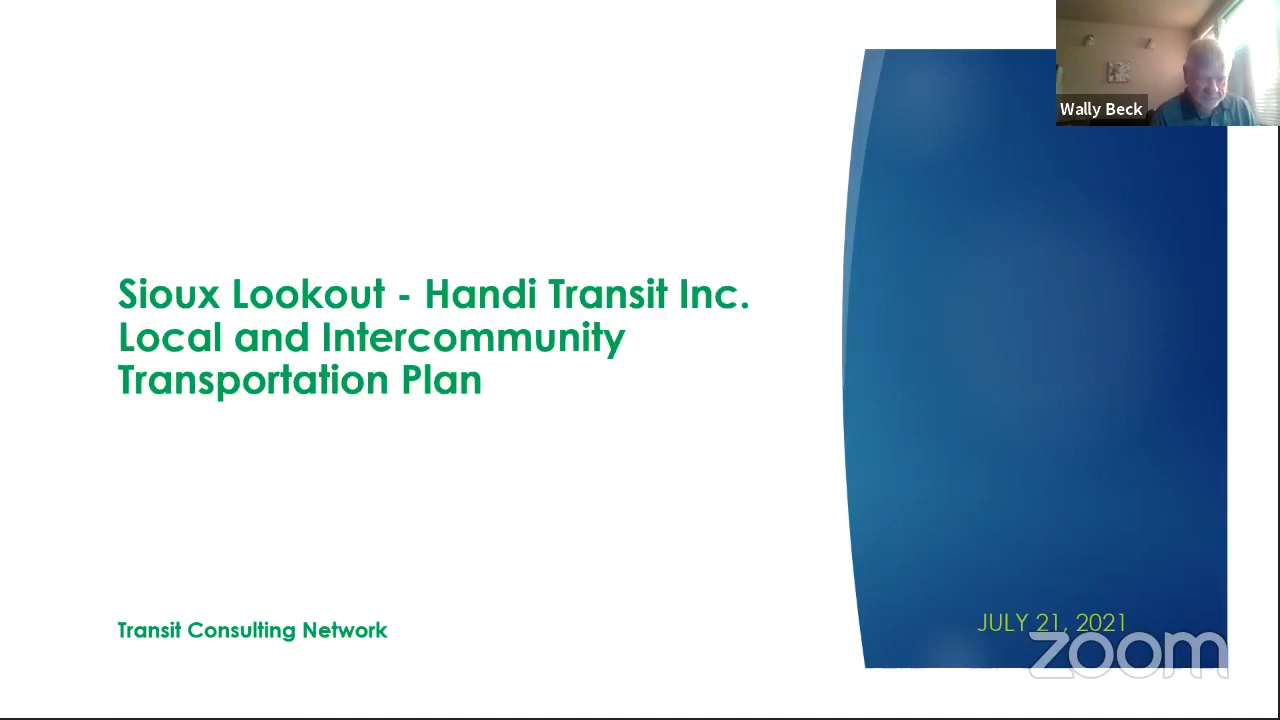 Wally Beck
Sioux Lookout - Handi Transit Inc.
Local and Intercommunity
Transportation Plan
Transit Consulting Network
JULY 21, 2021
zoom